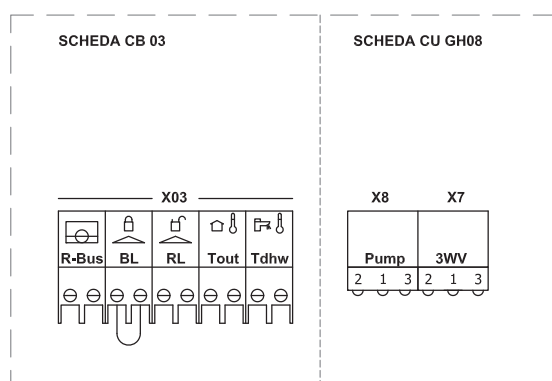 SCHEDA CB 03
SCHEDA CU GH08
X03
R-Bus BL RL Tout Tdhw
X8 X7
Pump 3WV
2 1 3 2 1 3